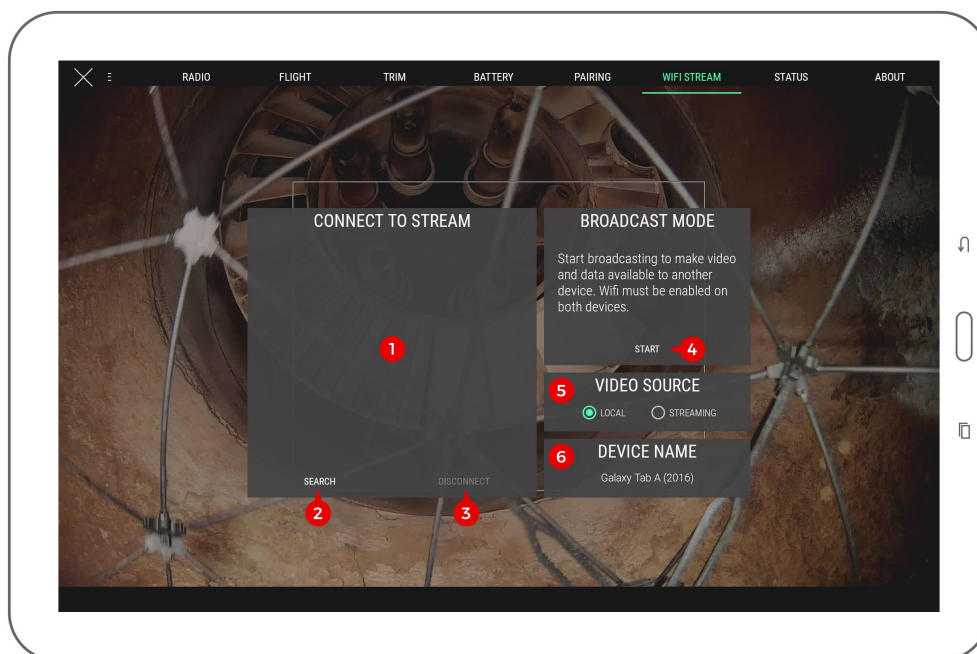 RADIO FLIGHT TRIM BATTERY PAIRING WIFI STREAM STATUS ABOUT
CONNECT TO STREAM
1
SEARCH
DISCONNECT
2
3
BROADCAST MODE
Start broadcasting to make video
and data available to another
device. Wifi must be enabled on
both devices.
START
4
5
VIDEO SOURCE
LOCAL
STREAMING
6
DEVICE NAME
Galaxy Tab A (2016)